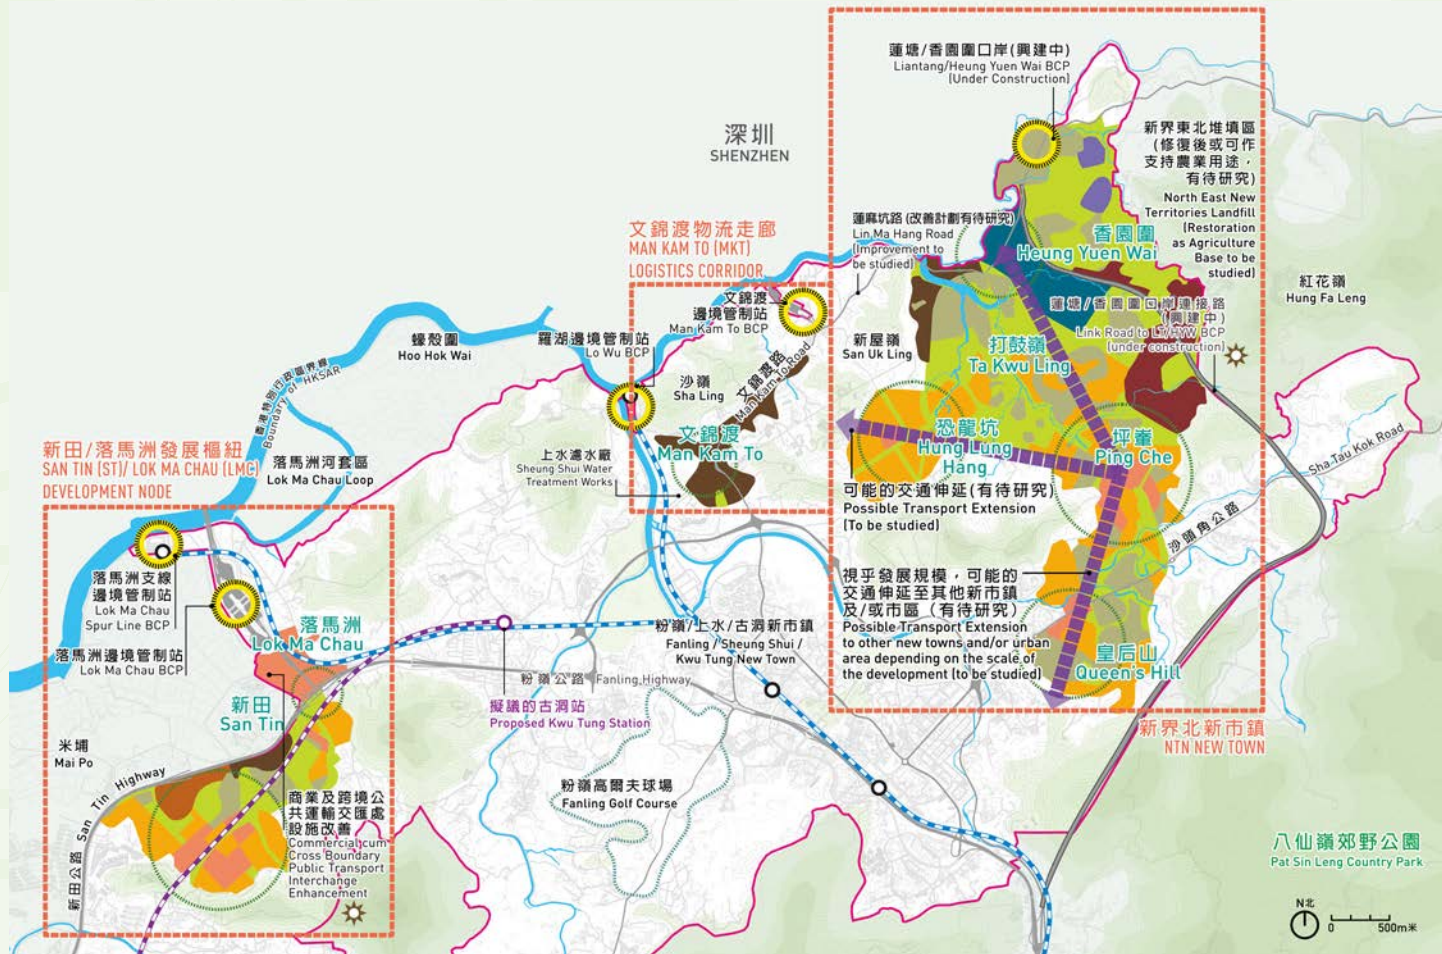 蓮塘/香園圍口岸(興建中)
Liantang/Heung Yuen Wai BCP
(Under Construction)
深圳
SHENZHEN
新界東北堆填區
(修復後或可作
支持農業用途,
有待研究)
North East New
Territories Landfill
(Restoration
as Agriculture
Base to be
studied)
文錦渡物流走廊
MAN KAM TO (MKT)
LOGISTICS CORRIDOR
蓮麻坑路(改善計劃有待研究)
Lin Ma Hang Road
(Improvement to
be studied)
香園圍
Heung Yuen Wai
紅花嶺
Hung Fa Leng
文錦渡
邊境管制站
Man Kam To BCP
蓮塘/香園圍口岸連接路
(興建中)
Link Road to LT/HYW BCP
(under construction)
蠔殼圍
Hoo Hok Wai
羅湖邊境管制站
Lo Wu BCP
新屋嶺
San Uk Ling
打鼓嶺
Ta Kwu Ling
香港特別行政區界線
Boundary of HKSAR
沙嶺
Sha Ling
文錦渡路
Man Kam To Road
文錦渡
Man Kam To
恐龍坑
Hung Lung
Hang
坪輋
Ping Che
新田/落馬洲發展樞紐
SAN TIN (ST)/ LOK MA CHAU (LMC)
DEVELOPMENT NODE
落馬洲河套區
Lok Ma Chau Loop
上水濾水廠
Sheung Shui Water
Treatment Works
可能的交通伸延(有待研究)
Possible Transport Extension
(To be studied)
沙頭角公路
Sha Tau Kok Road
落馬洲支線
邊境管制站
Lok Ma Chau
Spur Line BCP
視乎發展規模,可能的
交通伸延至其他新市鎮
及/或市區(有待研究)
Possible Transport Extension
to other new towns and/or urban
area depending on the scale of
the development (to be studied)
落馬洲
Lok Ma Chau
落馬洲邊境管制站
Lok Ma Chau BCP
粉嶺/上水/古洞新市鎮
Fanling / Sheung Shui /
Kwu Tung New Town
皇后山
Queen's Hill
粉嶺公路 Fanling Highway
新田
San Tin
擬議的古洞站
Proposed Kwu Tung Station
新界北新市鎮
NTN NEW TOWN
米埔
Mai Po
新田公路 San Tin Highway
粉嶺高爾夫球場
Fanling Golf Course
商業及跨境公
共運輸交匯處
設施改善
Commercial cum
Cross Boundary
Public Transport
Interchange
Enhancement
八仙嶺郊野公園
Pat Sin Leng Country Park
N北
0 500m米